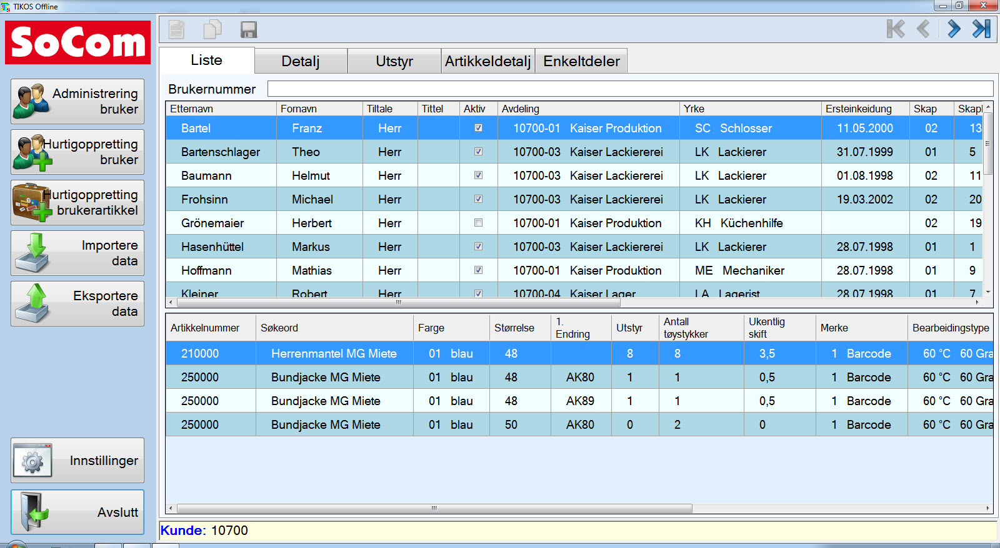 TIKOS Offline
SoCom
Administrering
bruker
Hurtigoppretting
bruker
Hurtigoppretting
brukerartikkel
Importere
data
Eksportere
data
Innstillinger
Avslutt
Liste Detalj Utstyr Artikkeldetalj Enkeltdeler
Brukernummer
Etternavn Fornavn Tiltale Tittel Aktiv Avdeling Yrke Ersteinkeidung Skap Skapl
Bartel Franz Herr 10700-01 Kaiser Produktion SC Schlosser 11.05.2000 02 13
Bartenschlager Theo Herr 10700-03 Kaiser Lackiererei LK Lackierer 31.07.1999 01 5
Baumann Helmut Herr 10700-03 Kaiser Lackiererei LK Lackierer 01.08.1998 02 11
Frohsinn Michael Herr 10700-03 Kaiser Lackiererei LK Lackierer 19.03.2002 02 20
Grönemaier Herbert Herr 10700-01 Kaiser Produktion KH Küchenhilfe 02 19
Hasenhüttel Markus Herr 10700-03 Kaiser Lackiererei LK Lackierer 28.07.1998 01 1
Hoffmann Mathias Herr 10700-01 Kaiser Produktion ME Mechaniker 28.07.1998 01 9
Kleiner Robert Herr 10700-04 Kaiser Lager LA Lagerist 28.07.1998 01 7
Artikkelnummer Søkeord Farge Størrelse 1. Endring Utstyr Antall tøystykker Ukentlig skift Merke Bearbeidingstype
210000 Herrenmantel MG Miete 01 blau 48 8 8 3,5 1 Barcode 60 °C 60 Gra
250000 Bundjacke MG Miete 01 blau 48 AK80 1 1 0,5 1 Barcode 60 °C 60 Gra
250000 Bundjacke MG Miete 01 blau 48 AK89 1 1 0,5 1 Barcode 60 °C 60 Gra
250000 Bundjacke MG Miete 01 blau 50 AK80 0 2 0 1 Barcode 60 °C 60 Gra
Kunde: 10700